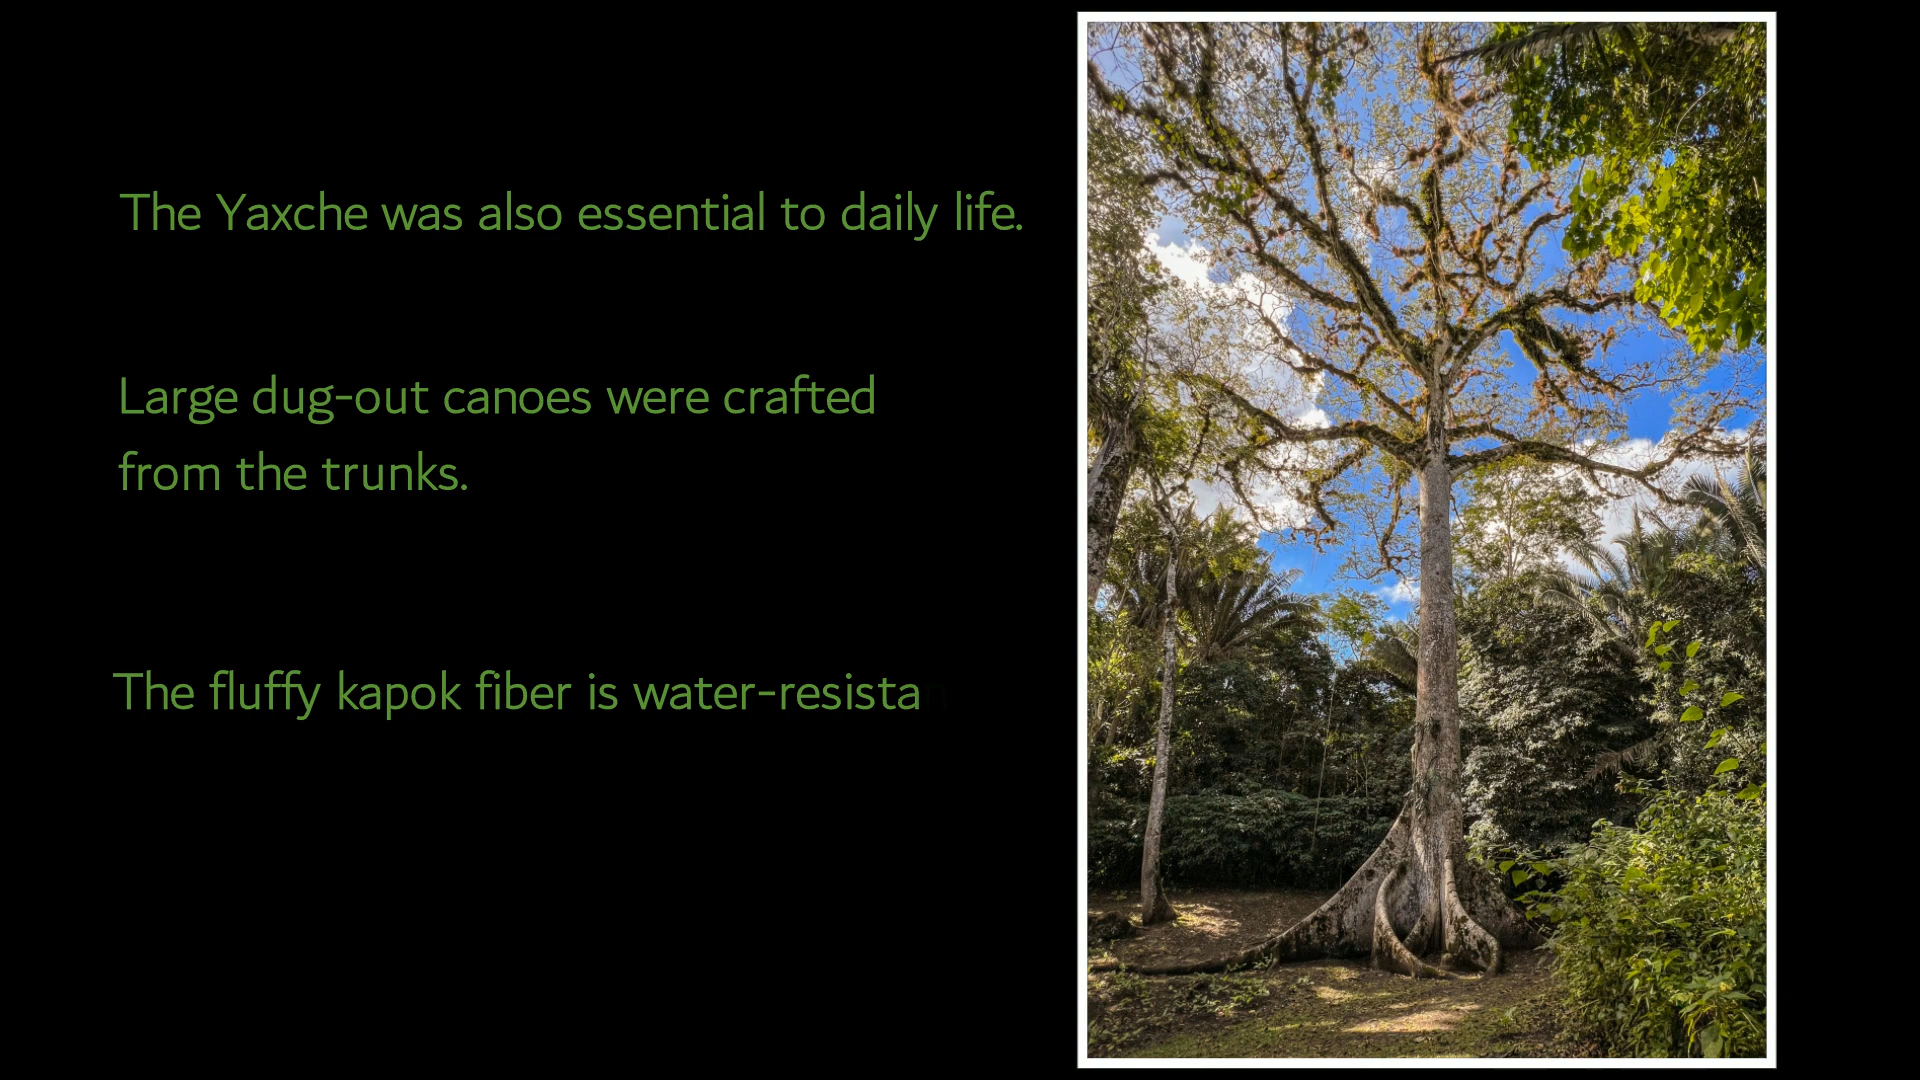 The Yaxche was also essential to daily life.
Large dug-out canoes were crafted
from the trunks.
The fluffy kapok fiber is water-resistan